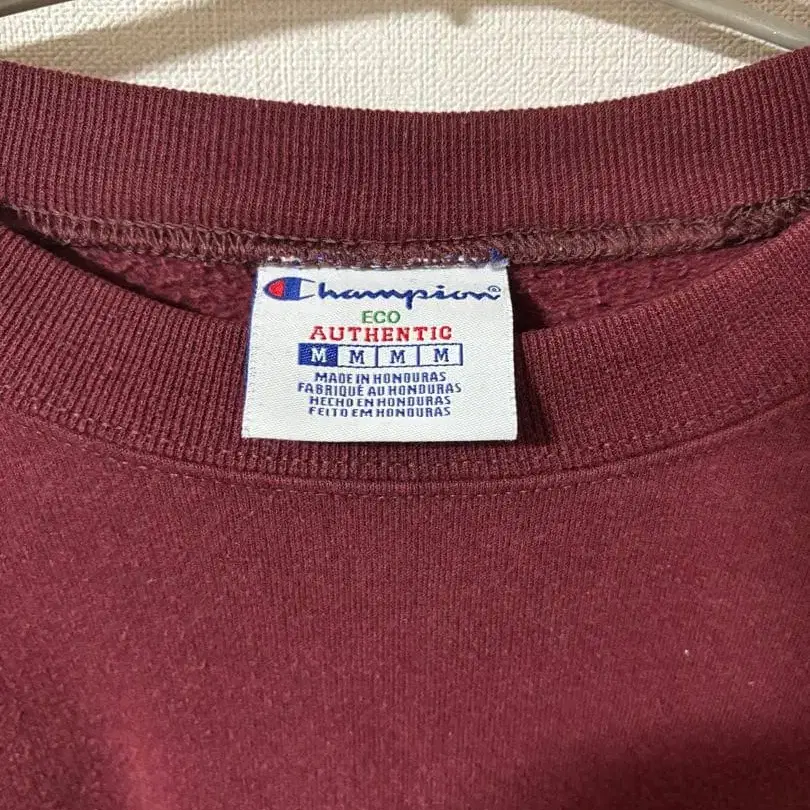 Champion®
ECO
AUTHENTIC
M M M M
MADE IN HONDURAS
FABRIQUÉ AU HONDURAS
HECHO EN HONDURAS
FEITO EM HONDURAS